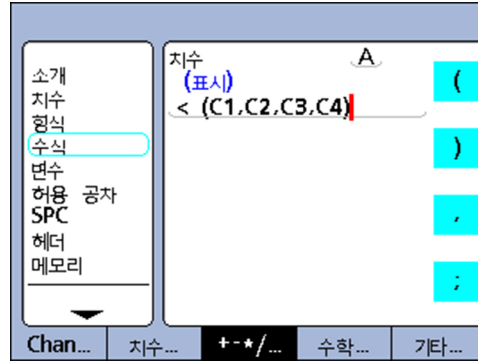 소개
치수
형식
수식
변수
허용 공차
SPC
헤더
메모리
치수
A
(표시)
< (C1,C2,C3,C4)
(
)
,
;
Chan...
치수...
+-*/...
수학...
기타...